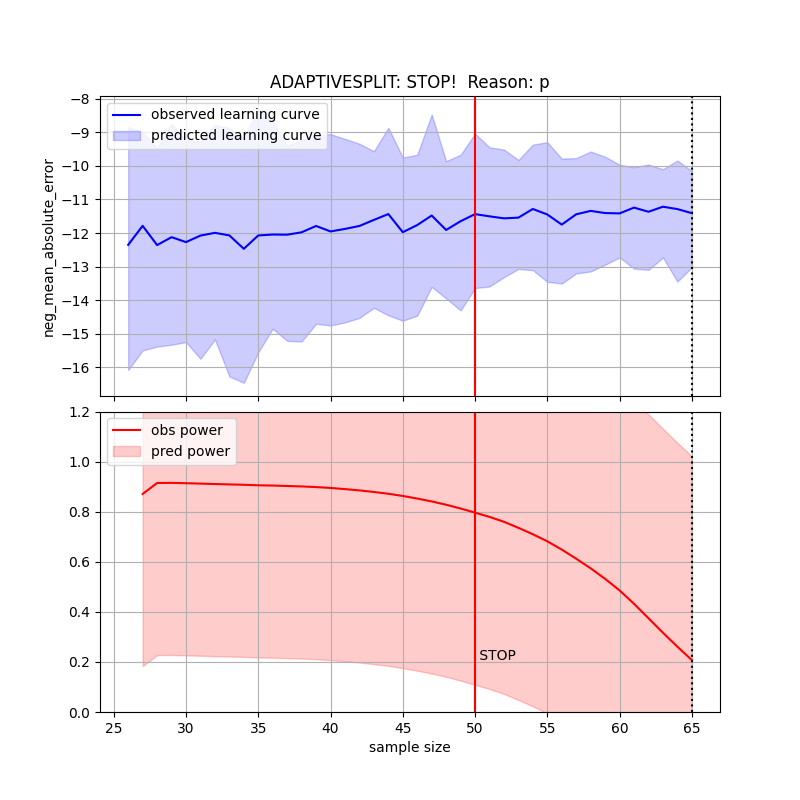 ADAPTIVESPLIT: STOP!  Reason: p
observed learning curve
predicted learning curve
neg_mean_absolute_error
−8
−9
−10
−11
−12
−13
−14
−15
−16
obs power
pred power
STOP
1.2
1.0
0.8
0.6
0.4
0.2
0.0
25 30 35 40 45 50 55 60 65
sample size